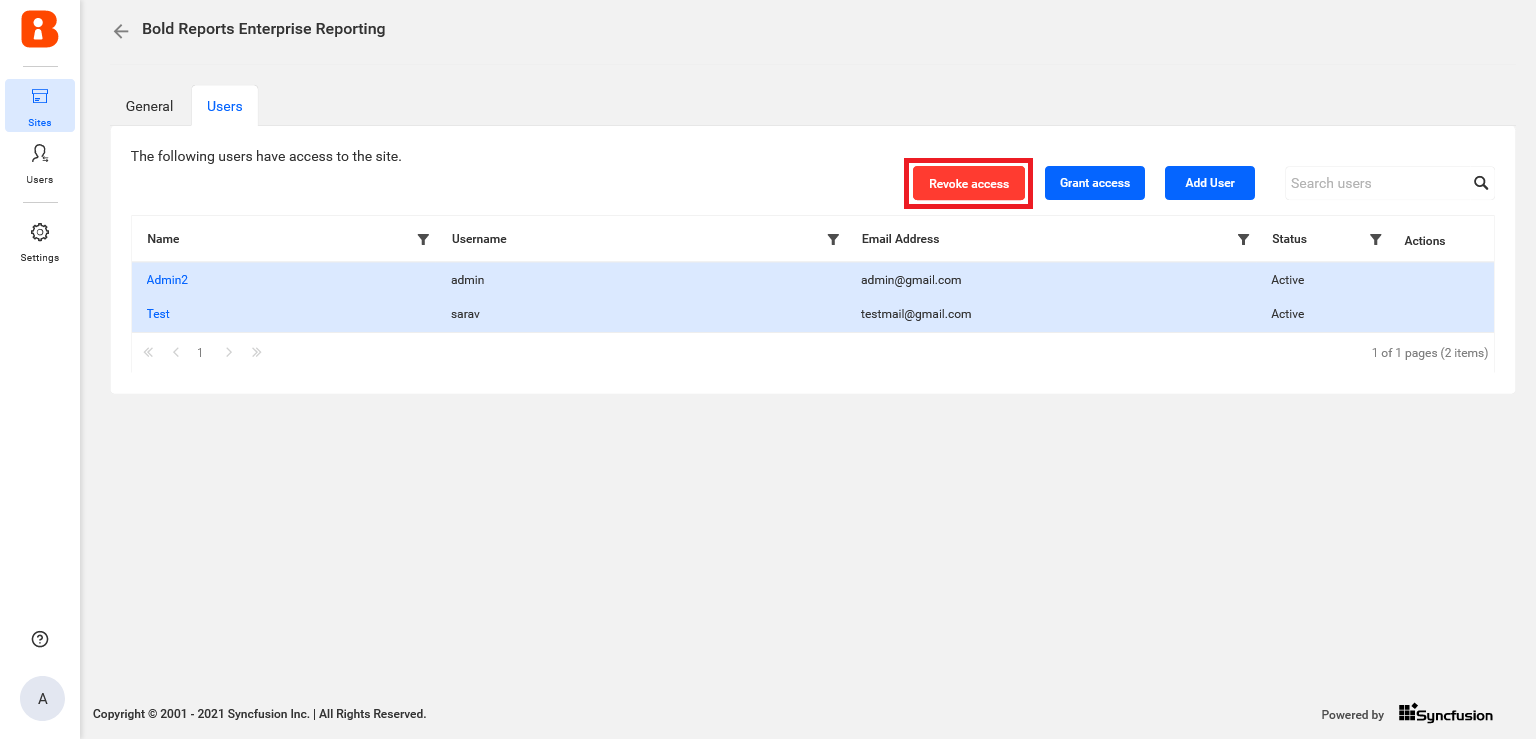 Bold Reports Enterprise Reporting
Sites
Users
Settings
A
General
Users
The following users have access to the site.
Revoke access
Grant access
Add User
Search users
Name
Username
Email Address
Status
Actions
Admin2
admin
admin@gmail.com
Active
Test
sarav
testmail@gmail.com
Active
1
1 of 1 pages (2 items)
Copyright © 2001 - 2021 Syncfusion Inc. | All Rights Reserved.
Powered by
Syncfusion